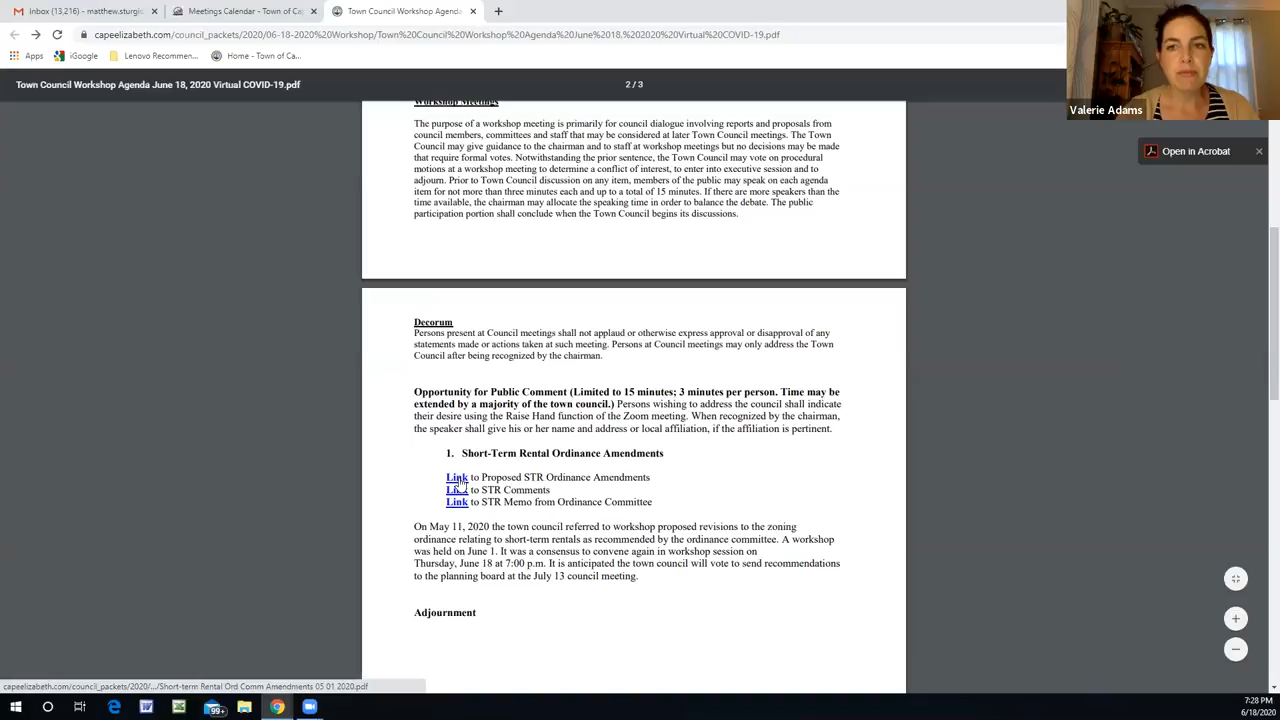 Inbox (13,216) - matthew.sturgis
Meetings Calendar - Town of Cap
Town Council Workshop Agenda
capeelizabeth.com/council_packets/2020/06-18-2020%20Workshop/Town%20Council%20Workshop%20Agenda%20June%2018,%202020%20Virtual%20COVID-19.pdf
Apps
iGoogle
Lenovo Recommen...
Home - Town of Ca...
Town Council Workshop Agenda June 18, 2020 Virtual COVID-19.pdf
2 / 3
Valerie Adams
Open in Acrobat
Workshop Meetings
The purpose of a workshop meeting is primarily for council dialogue involving reports and proposals from
council members, committees and staff that may be considered at later Town Council meetings. The Town
Council may give guidance to the chairman and to staff at workshop meetings but no decisions may be made
that require formal votes. Notwithstanding the prior sentence, the Town Council may vote on procedural
motions at a workshop meeting to determine a conflict of interest, to enter into executive session and to
adjourn. Prior to Town Council discussion on any item, members of the public may speak on each agenda
item for not more than three minutes each and up to a total of 15 minutes. If there are more speakers than the
time available, the chairman may allocate the speaking time in order to balance the debate. The public
participation portion shall conclude when the Town Council begins its discussions.
Decorum
Persons present at Council meetings shall not applaud or otherwise express approval or disapproval of any
statements made or actions taken at such meeting. Persons at Council meetings may only address the Town
Council after being recognized by the chairman.
Opportunity for Public Comment (Limited to 15 minutes; 3 minutes per person. Time may be
extended by a majority of the town council.) Persons wishing to address the council shall indicate
their desire using the Raise Hand function of the Zoom meeting. When recognized by the chairman,
the speaker shall give his or her name and address or local affiliation, if the affiliation is pertinent.
1. Short-Term Rental Ordinance Amendments
Link to Proposed STR Ordinance Amendments
Link to STR Comments
Link to STR Memo from Ordinance Committee
On May 11, 2020 the town council referred to workshop proposed revisions to the zoning
ordinance relating to short-term rentals as recommended by the ordinance committee. A workshop
was held on June 1. It was a consensus to convene again in workshop session on
Thursday, June 18 at 7:00 p.m. It is anticipated the town council will vote to send recommendations
to the planning board at the July 13 council meeting.
Adjournment
capeelizabeth.com/council_packets/2020/.../Short-term Rental Ord Comm Amendments 05 01 2020.pdf
99+
7:28 PM
6/18/2020